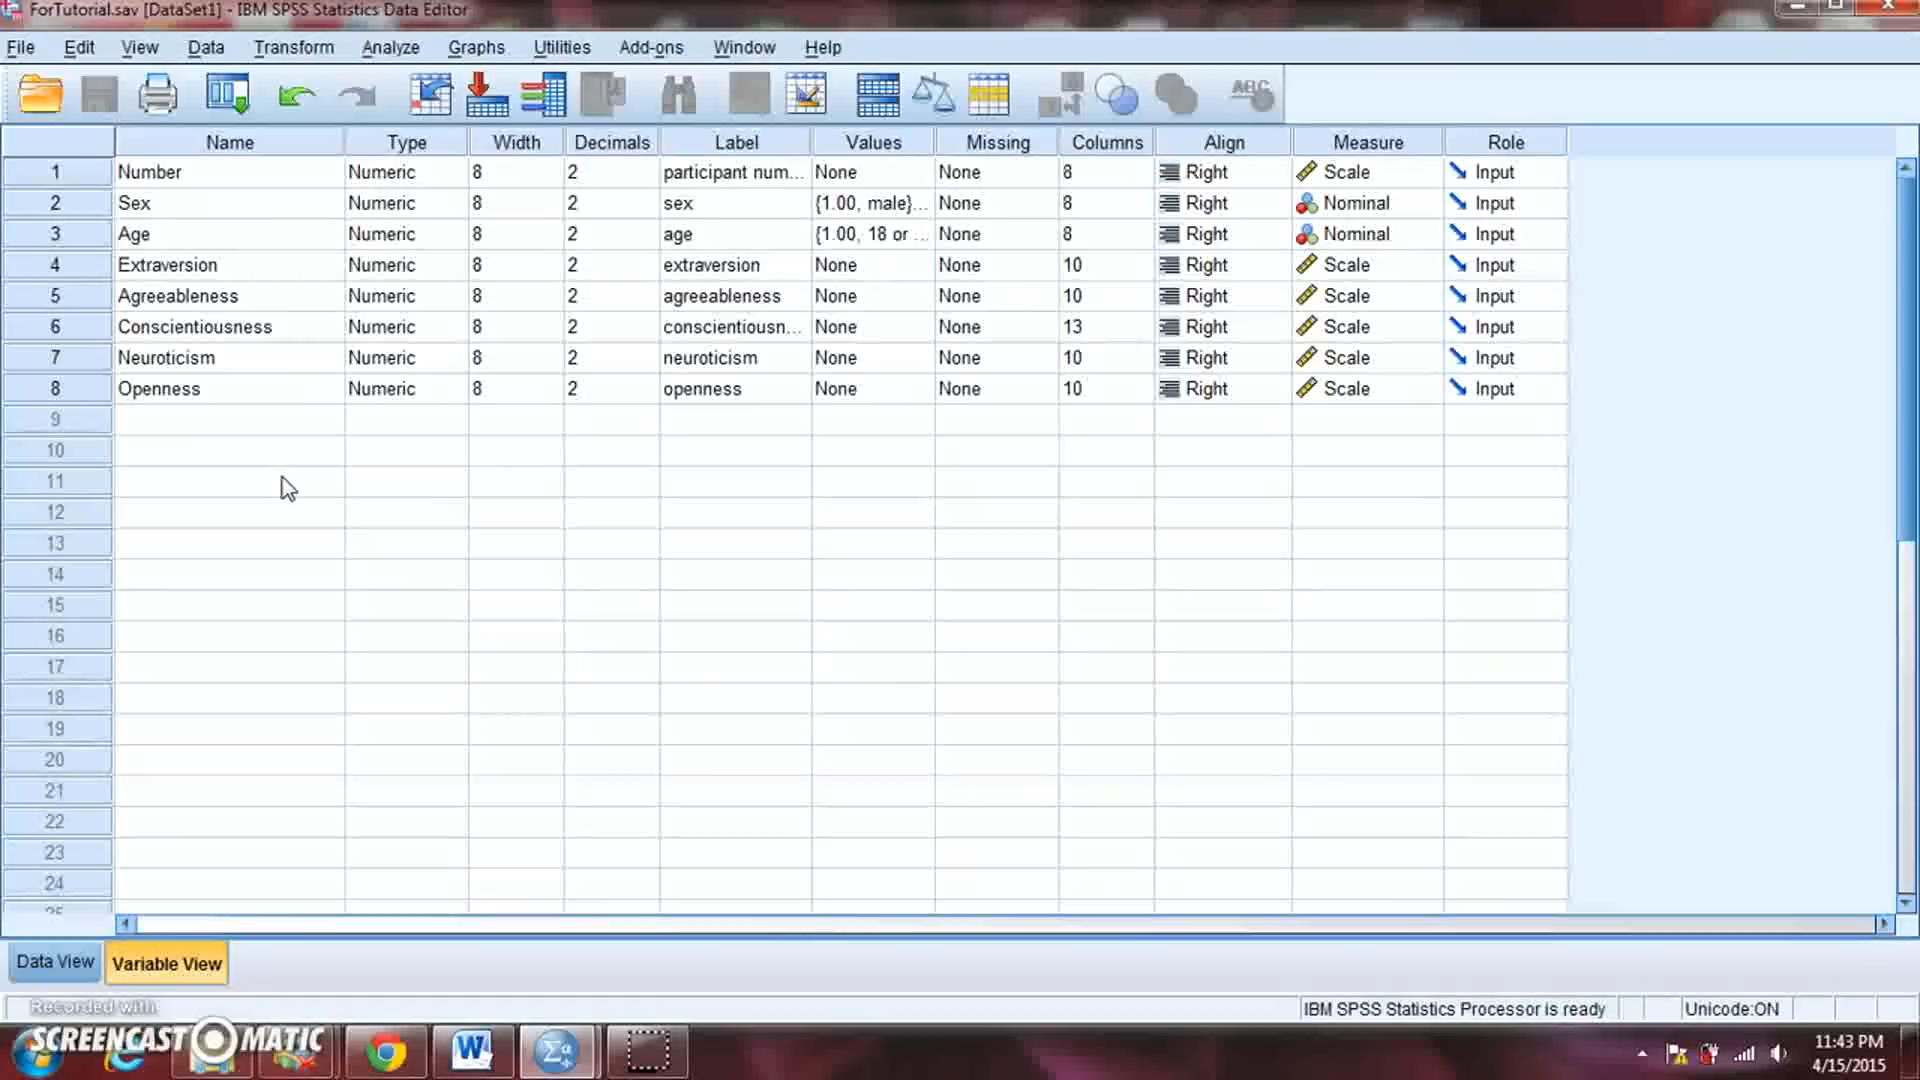 ForTutorial.sav [DataSet1] - IBM SPSS Statistics Data Editor
File Edit View Data Transform Analyze Graphs Utilities Add-ons Window Help
ABC
Name Type Width Decimals Label Values Missing Columns Align Measure Role
1 Number Numeric 8 2 participant num... None None 8 Right Scale Input
2 Sex Numeric 8 2 sex {1.00, male}... None 8 Right Nominal Input
3 Age Numeric 8 2 age {1.00, 18 or ... None 8 Right Nominal Input
4 Extraversion Numeric 8 2 extraversion None None 10 Right Scale Input
5 Agreeableness Numeric 8 2 agreeableness None None 10 Right Scale Input
6 Conscientiousness Numeric 8 2 conscientiousn... None None 13 Right Scale Input
7 Neuroticism Numeric 8 2 neuroticism None None 10 Right Scale Input
8 Openness Numeric 8 2 openness None None 10 Right Scale Input
9
10
11
12
13
14
15
16
17
18
19
20
21
22
23
24
25
Data View Variable View
Recorded with
IBM SPSS Statistics Processor is ready Unicode:ON
SCREENCAST MATIC
11:43 PM
4/15/2015